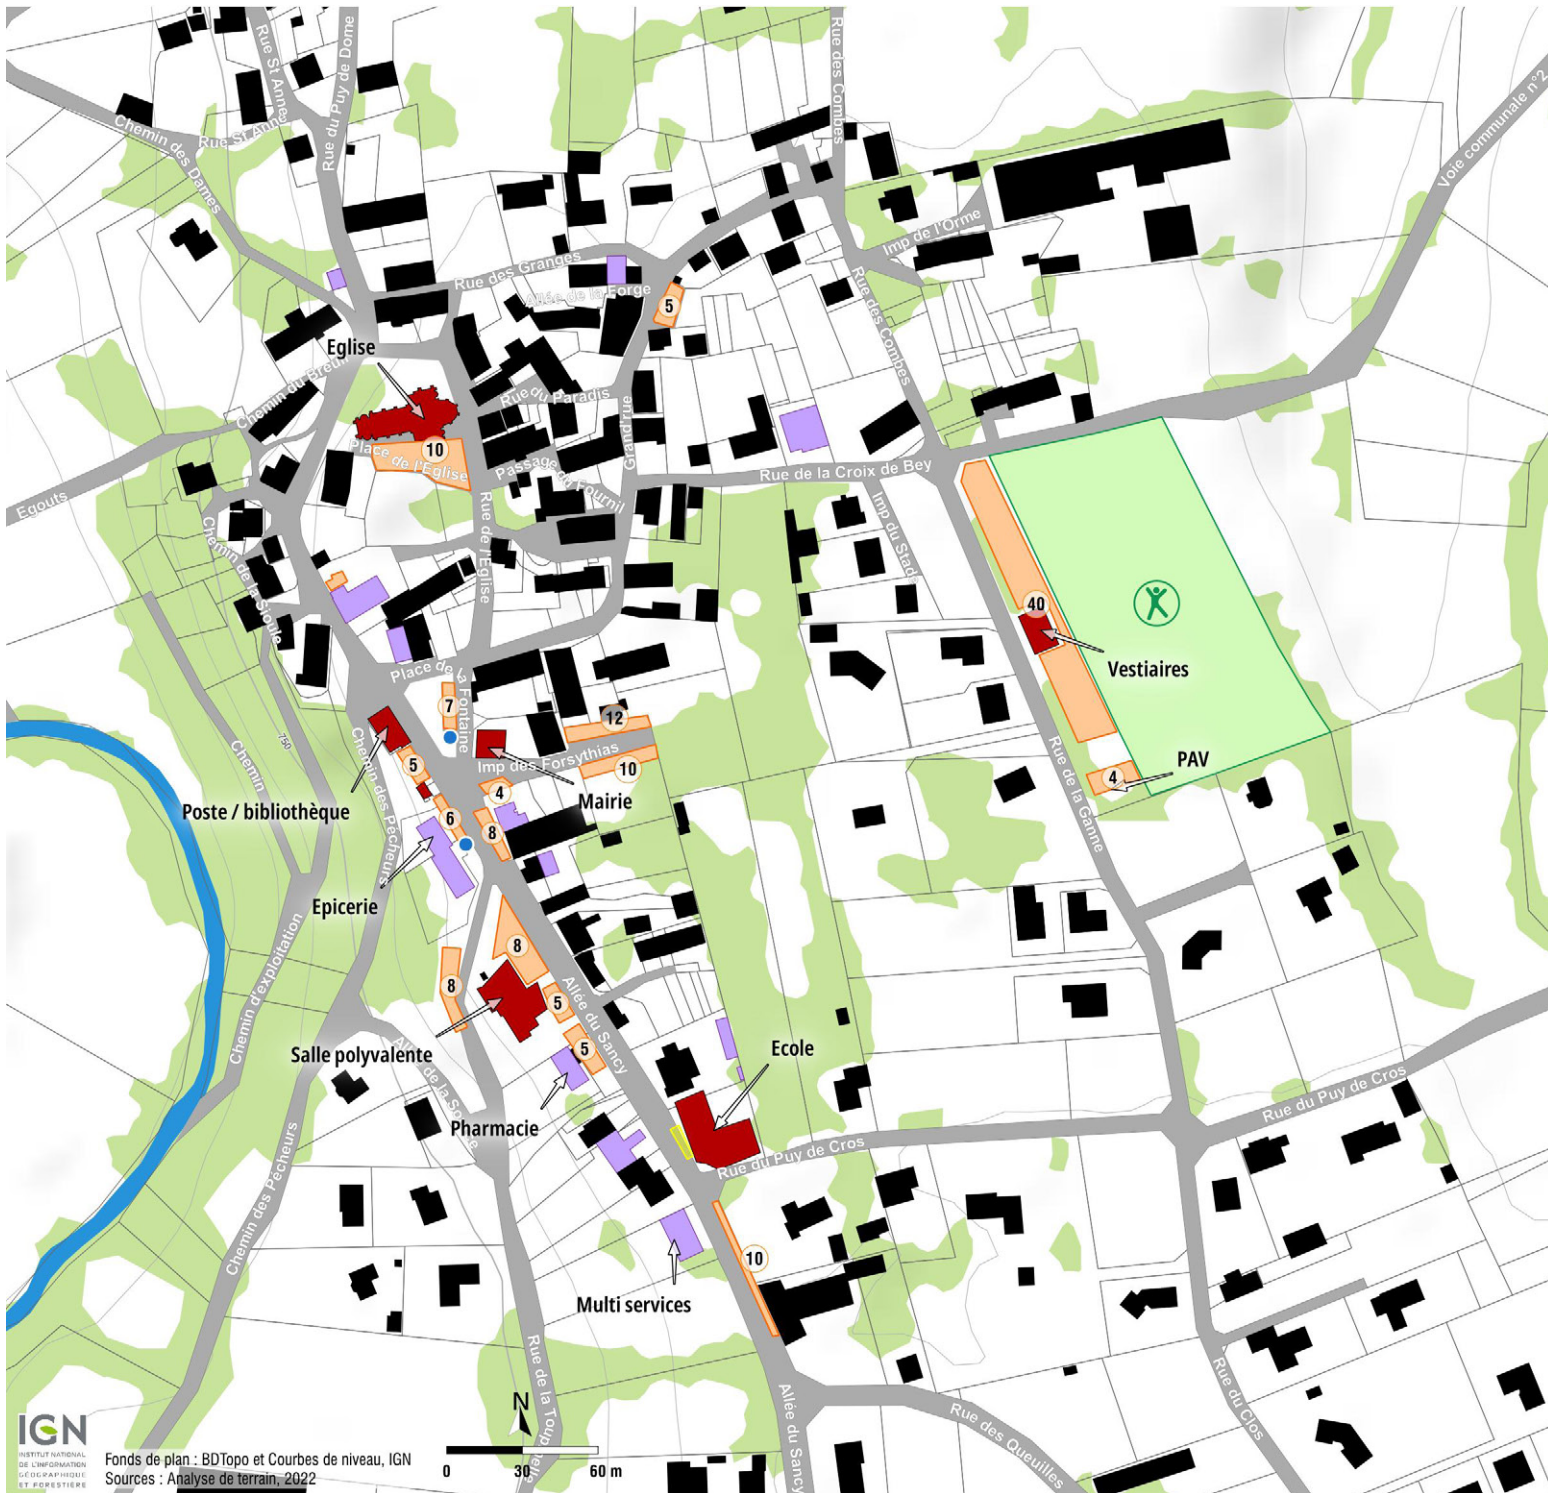 Rue St Anne
Rue du Puy de Dome
Rue des Combes
Voie communale n°2
Chemin des Dames
Rue St Anne
Imp de l'Orme
Rue des Granges
Allée de la Forge
5
Rue des Combes
Eglise
Chemin du Breuil
Rue du Paradis
Grand'rue
10
Place de l'Eglise
Passage du Fournil
Rue de la Croix de Bey
Egouts
Rue de l'Eglise
Imp du Stade
Chemin de la Sioule
40
Vestiaires
Place de la Fontaine
7
12
Imp des Forsythias
10
PAV
4
Chemin
750
Chemin des Pêcheurs
5
4
Mairie
Poste / bibliothèque
6
8
Rue de la Ganne
Epicerie
Chemin d'exploitation
8
8
5
Allée du Sancy
5
Salle polyvalente
Ecole
Pharmacie
Rue du Puy de Cros
Rue du Puy de Cros
Chemin des Pêcheurs
10
Multi services
Rue de la
Allée du Sancy
Rue des Queuilles
Rue du Clos
N
0 30 60 m
IGN
INSTITUT NATIONAL
DE L'INFORMATION
GÉOGRAPHIQUE
ET FORESTIÈRE
Fonds de plan : BDTopo et Courbes de niveau, IGN
Sources : Analyse de terrain, 2022